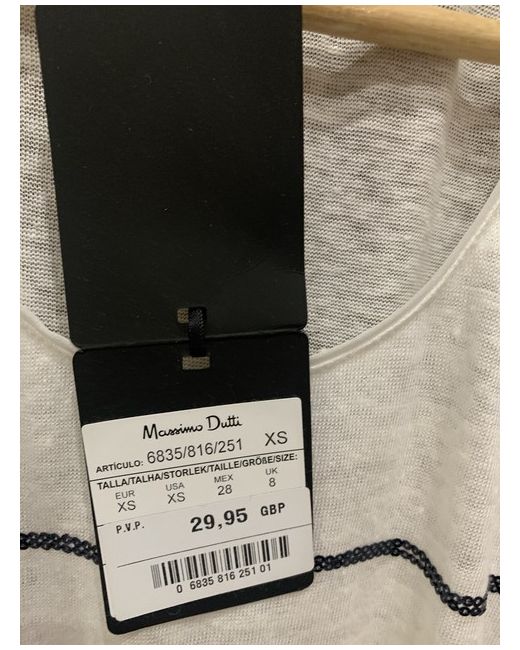 Massimo Dutti
ARTÍCULO: 6835/816/251 XS
TALLA/TALHA/STORLEK/TAILLE/GRÖßE/SIZE:
EUR USA MEX UK
XS XS 28 8
P.V.P. 29,95 GBP
0 6835 816 251 01